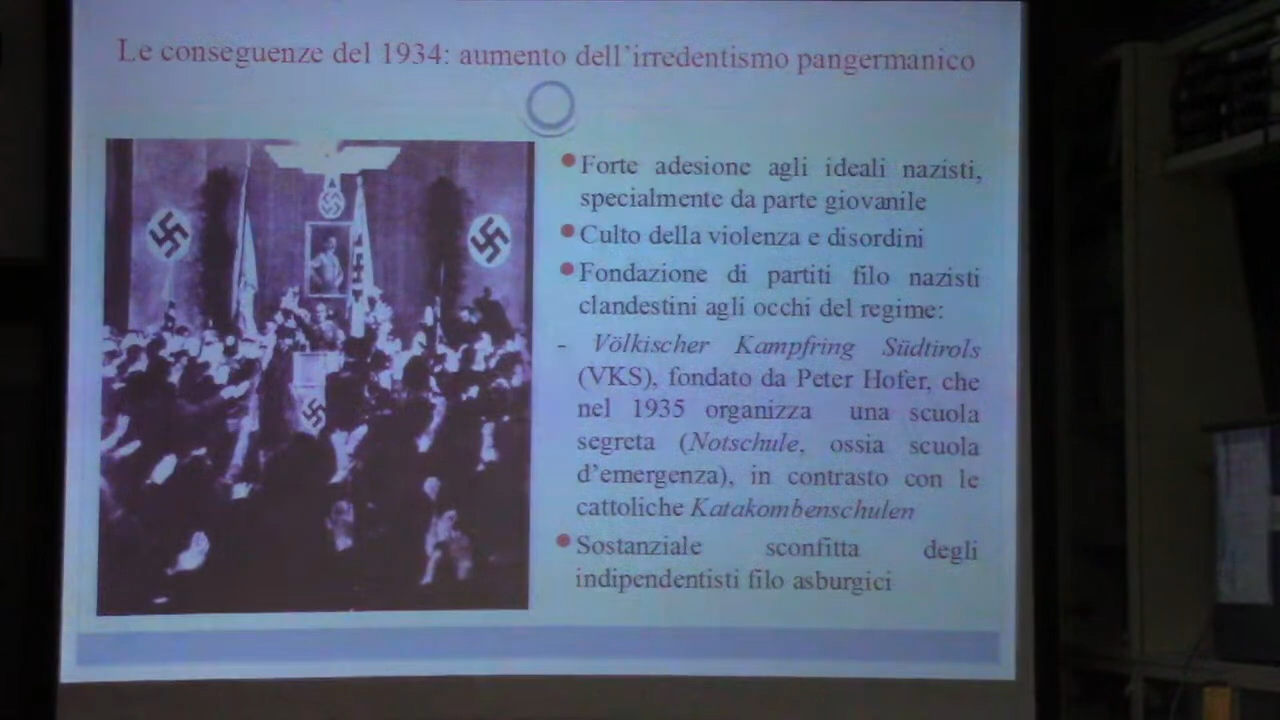 Le conseguenze del 1934: aumento dell'irredentismo pangermanico
Forte adesione agli ideali nazisti,
specialmente da parte giovanile
Culto della violenza e disordini
Fondazione di partiti filo nazisti
clandestini agli occhi del regime:
- Völkischer Kampfring Südtirols
(VKS), fondato da Peter Hofer, che
nel 1935 organizza una scuola
segreta (Notschule, ossia scuola
d'emergenza), in contrasto con le
cattoliche Katakombenschulen
Sostanziale sconfitta degli
indipendentisti filo asburgici